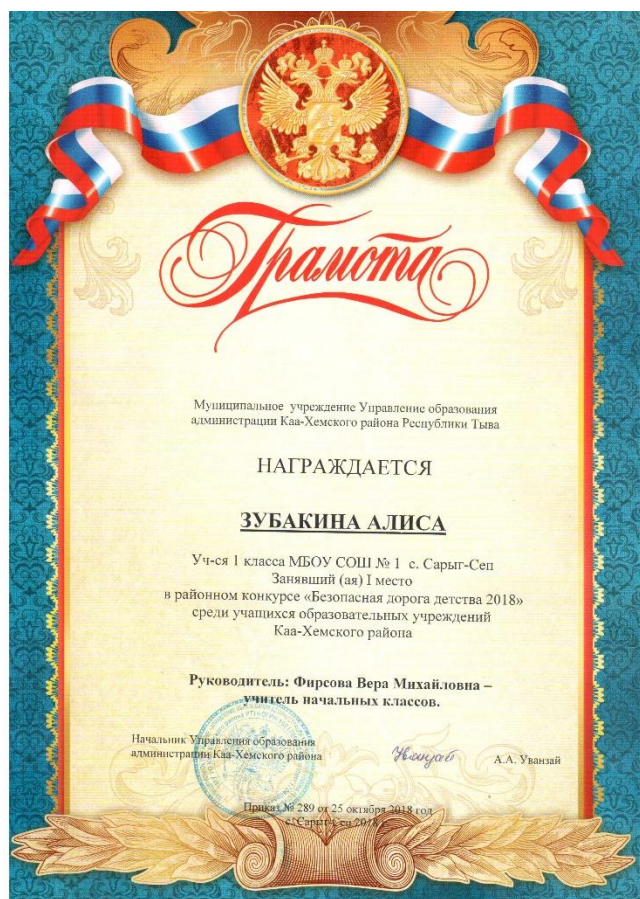 Грамота
Муниципальное учреждение Управление образования
администрации Каа-Хемского района Республики Тыва
НАГРАЖДАЕТСЯ
ЗУБАКИНА АЛИСА
Уч-ся 1 класса МБОУ СОШ № 1 с. Сарыг-Сеп
Занявший (ая) I место
в районном конкурсе «Безопасная дорога детства 2018»
среди учащихся образовательных учреждений
Каа-Хемского района
Руководитель: Фирсова Вера Михайловна –
учитель начальных классов.
Начальник Управления образования
администрации Каа-Хемского района А.А. Уванзай
Приказ № 289 от 25 октября 2018 год
с. Сарыг-Сеп 2018